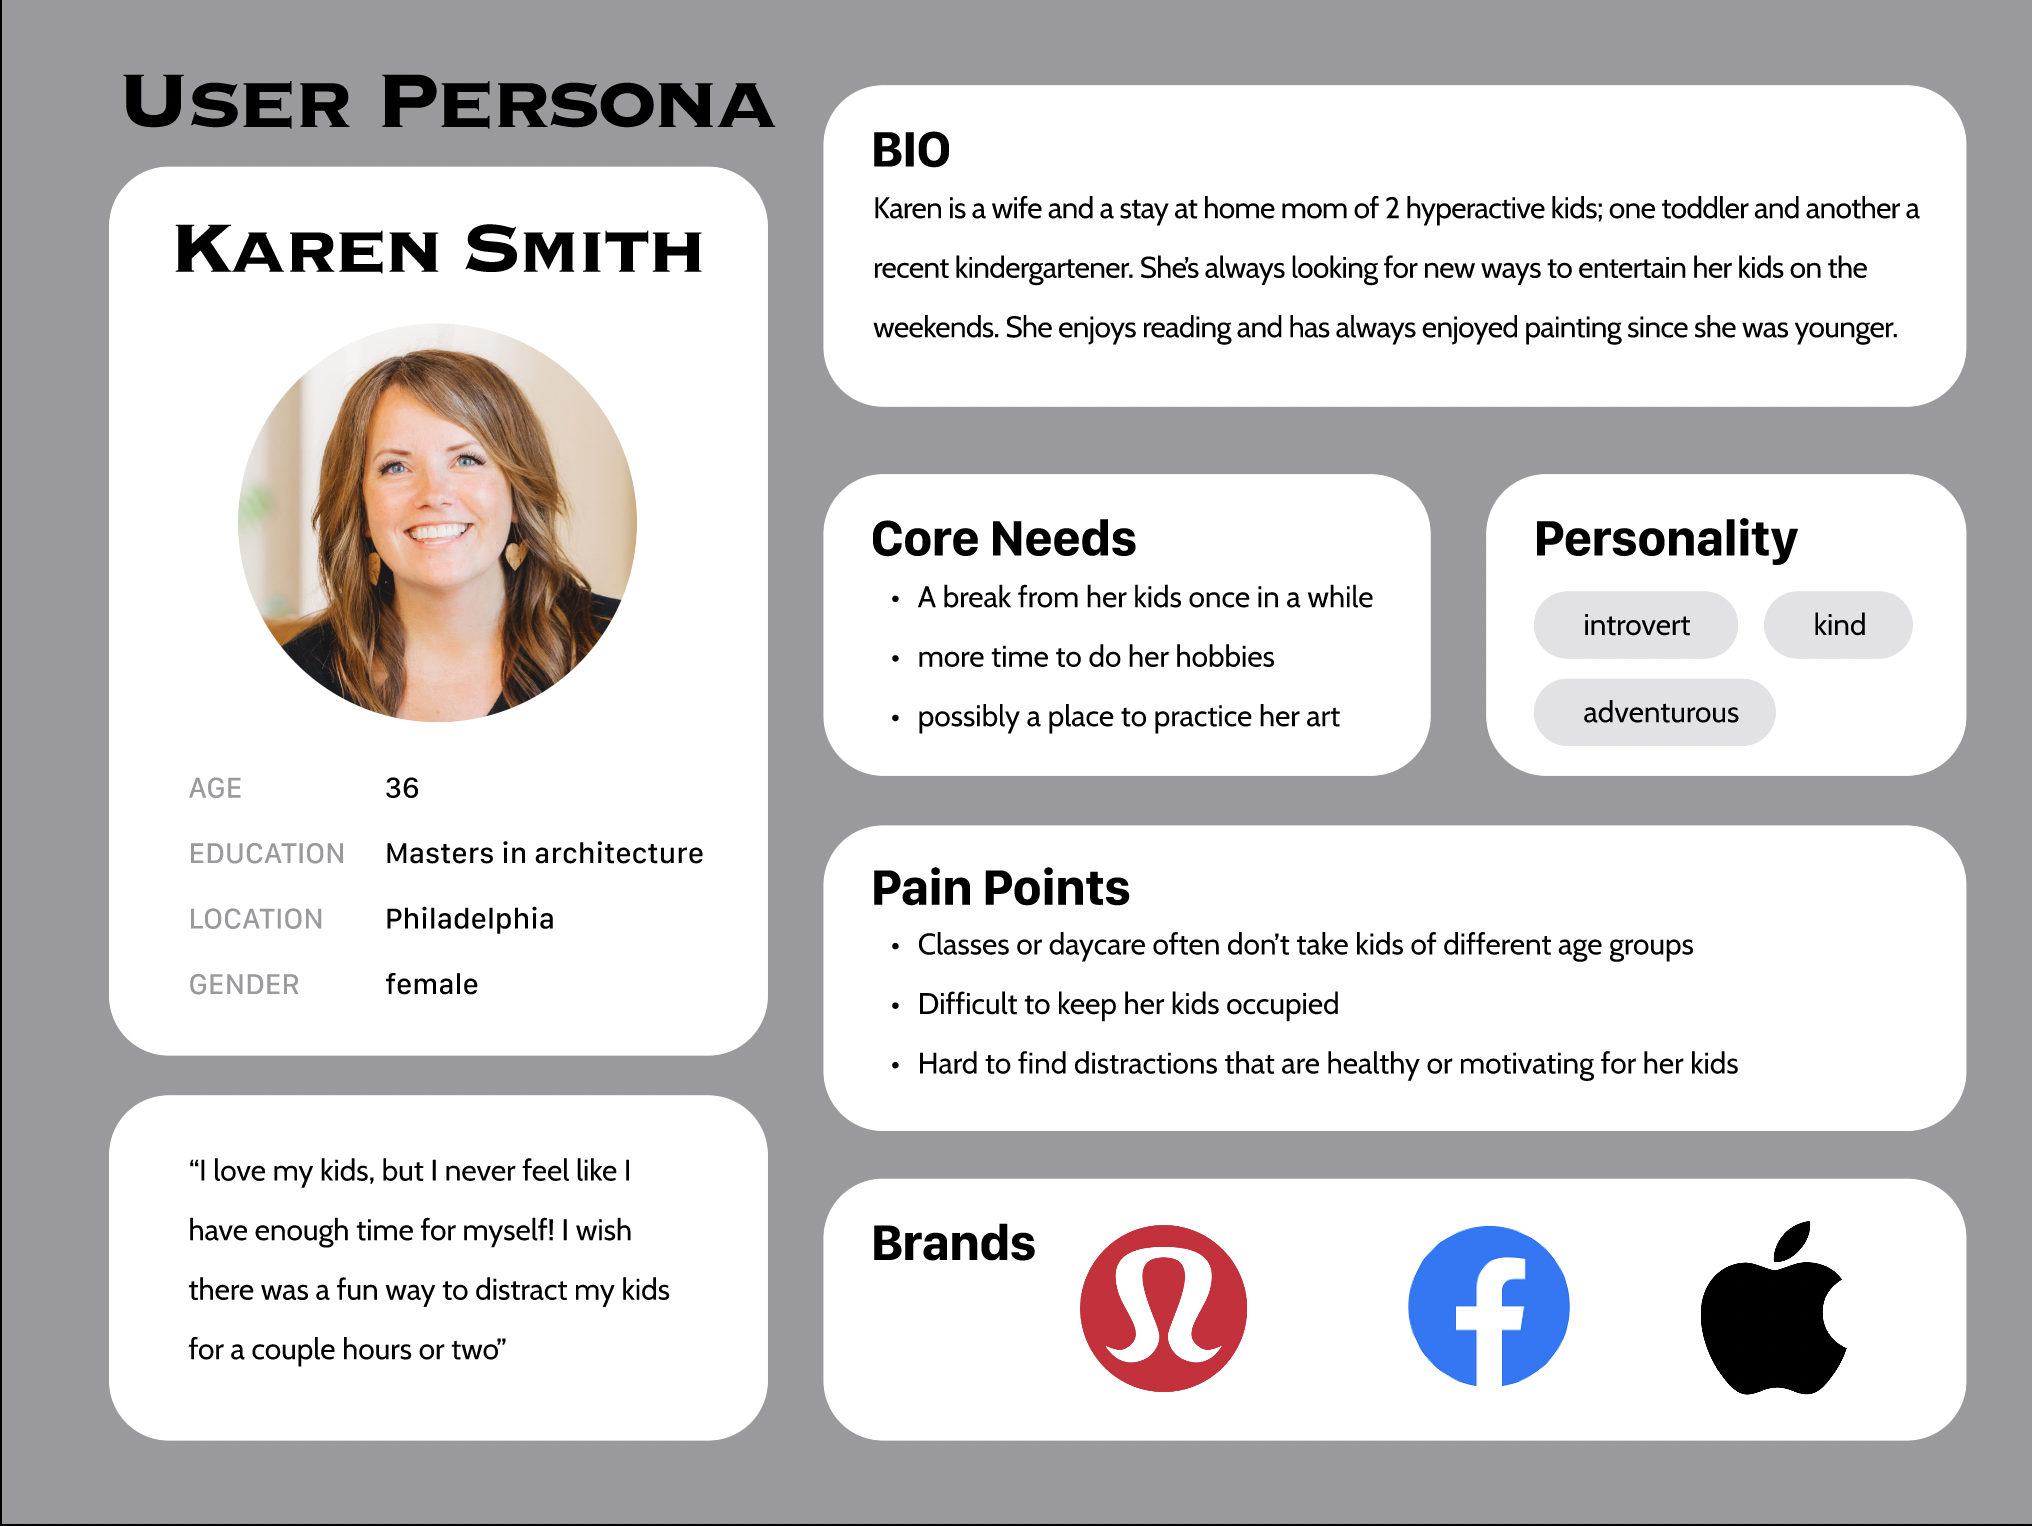 USER PERSONA
KAREN SMITH
AGE 36
EDUCATION Masters in architecture
LOCATION Philadelphia
GENDER female
“I love my kids, but I never feel like I
have enough time for myself! I wish
there was a fun way to distract my kids
for a couple hours or two”
BIO
Karen is a wife and a stay at home mom of 2 hyperactive kids; one toddler and another a
recent kindergartener. She’s always looking for new ways to entertain her kids on the
weekends. She enjoys reading and has always enjoyed painting since she was younger.
Core Needs
• A break from her kids once in a while
• more time to do her hobbies
• possibly a place to practice her art
Personality
introvert kind
adventurous
Pain Points
• Classes or daycare often don’t take kids of different age groups
• Difficult to keep her kids occupied
• Hard to find distractions that are healthy or motivating for her kids
Brands